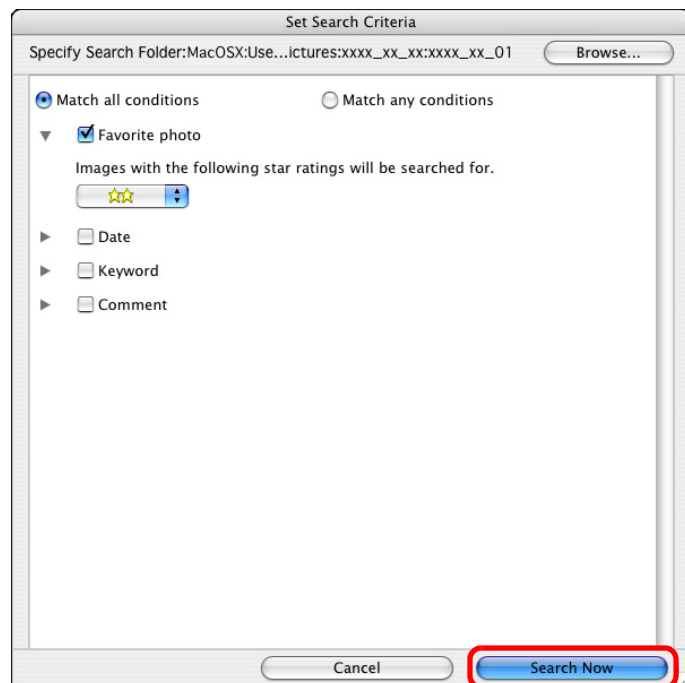 Set Search Criteria
Specify Search Folder:MacOSX:Use...ictures:xxxx_xx_xx:xxxx_xx_01 Browse...
Match all conditions Match any conditions
Favorite photo
Images with the following star ratings will be searched for.
Date
Keyword
Comment
Cancel Search Now